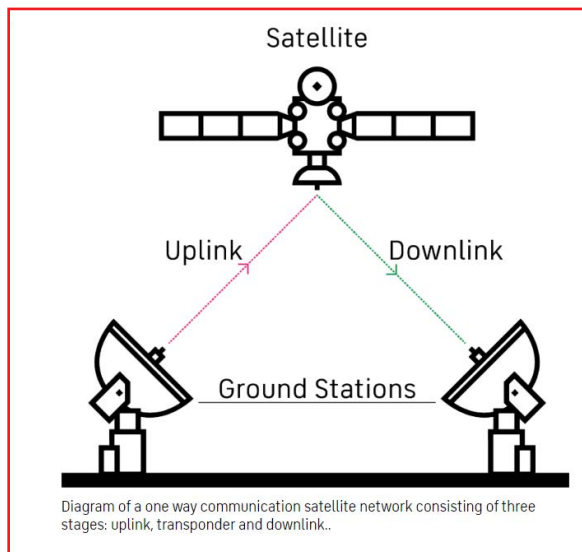 Satellite
Uplink
Downlink
Ground Stations
Diagram of a one way communication satellite network consisting of three
stages: uplink, transponder and downlink..